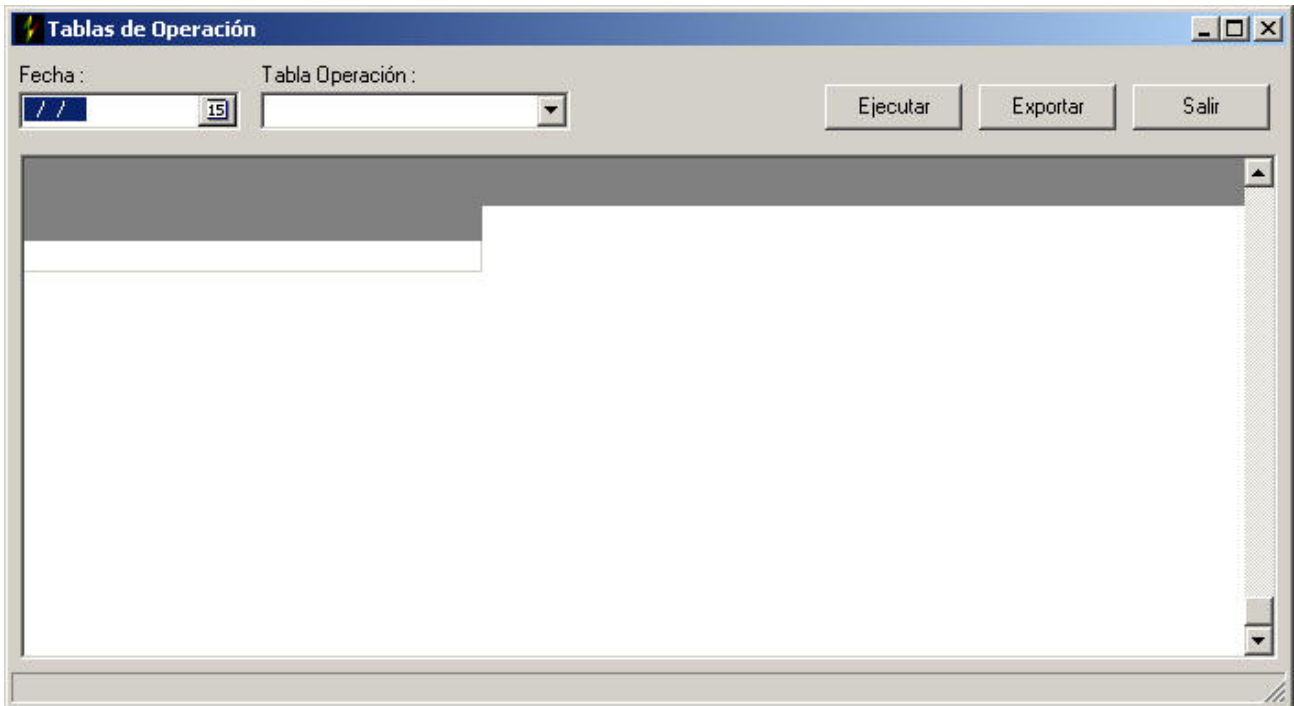 Tablas de Operación
Fecha :
Tabla Operación :
/ /
15
Ejecutar
Exportar
Salir